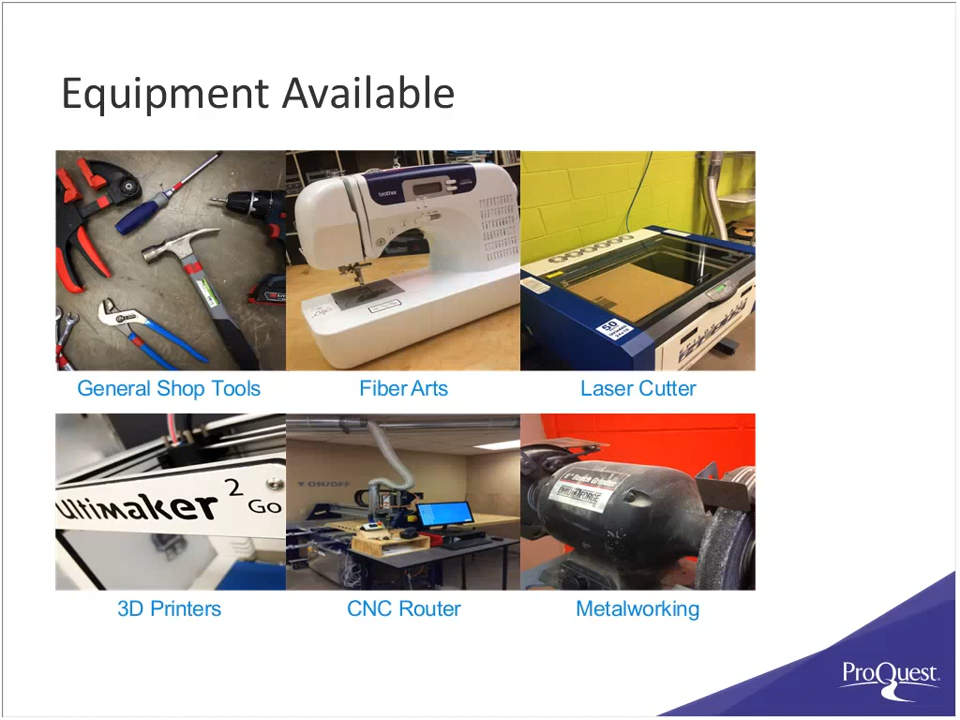 Equipment Available
brother
50
General Shop Tools
Fiber Arts
Laser Cutter
Ultimaker 2
Go
ON/OFF
3D Printers
CNC Router
Metalworking
ProQuest